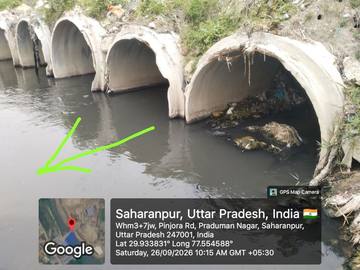 GPS Map Camera
Saharanpur, Uttar Pradesh, India 🇮🇳
Whm3+7jw, Pinjora Rd, Praduman Nagar, Saharanpur,
Uttar Pradesh 247001, India
Lat 29.933831° Long 77.554588°
Saturday, 26/09/2026 10:15 AM GMT +05:30
Google